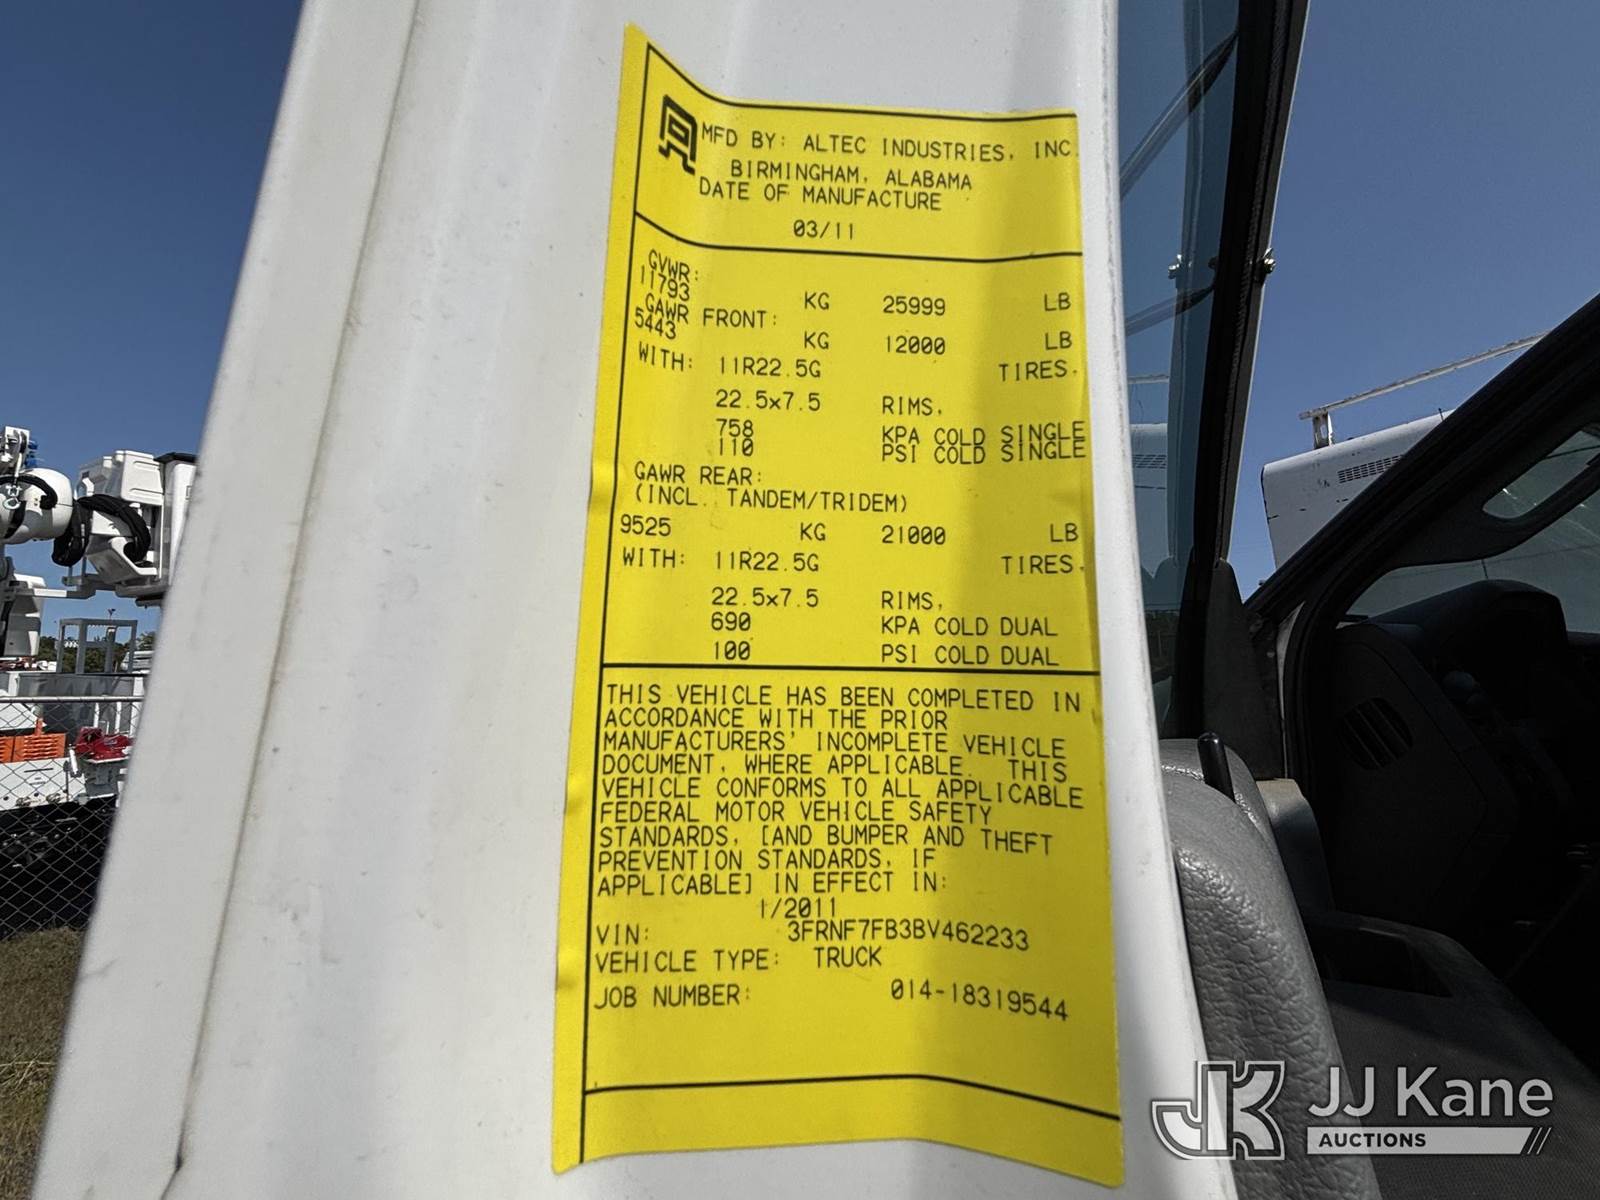 MFD BY: ALTEC INDUSTRIES, INC.
BIRMINGHAM, ALABAMA
DATE OF MANUFACTURE
03/11
GVWR:
11793 KG 25999 LB
GAWR FRONT:
5443 KG 12000 LB
WITH: 11R22.5G TIRES,
22.5x7.5 RIMS,
758 KPA COLD SINGLE
110 PSI COLD SINGLE
GAWR REAR:
(INCL. TANDEM/TRIDEM)
9525 KG 21000 LB
WITH: 11R22.5G TIRES,
22.5x7.5 RIMS,
690 KPA COLD DUAL
100 PSI COLD DUAL
THIS VEHICLE HAS BEEN COMPLETED IN
ACCORDANCE WITH THE PRIOR
MANUFACTURERS' INCOMPLETE VEHICLE
DOCUMENT, WHERE APPLICABLE. THIS
VEHICLE CONFORMS TO ALL APPLICABLE
FEDERAL MOTOR VEHICLE SAFETY
STANDARDS, [AND BUMPER AND THEFT
PREVENTION STANDARDS, IF
APPLICABLE] IN EFFECT IN:
1/2011
VIN: 3FRNF7FB3BV462233
VEHICLE TYPE: TRUCK
JOB NUMBER: 014-18319544
JK JJ Kane
AUCTIONS